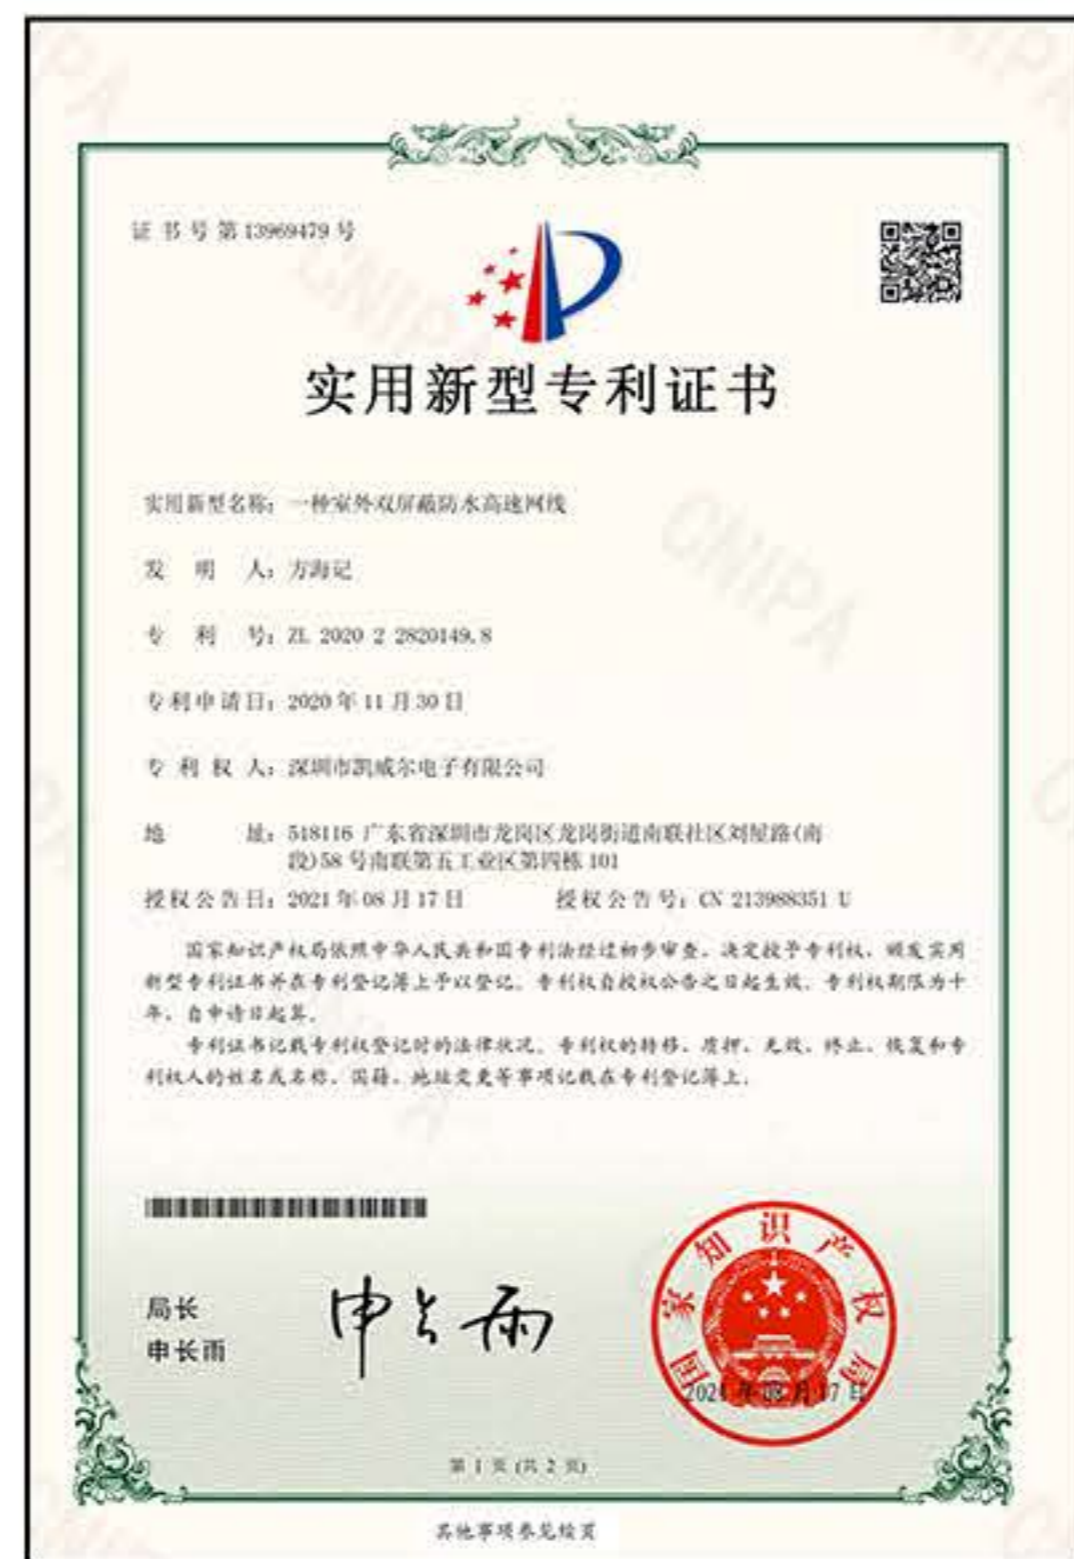 证书号第13969479号
实用新型专利证书
实用新型名称：一种室外双屏蔽防水高速网线
发明人：方海记
专利号：ZL 2020 2 2820149.8
专利申请日：2020年11月30日
专利权人：深圳市凯威尔电子有限公司
地址：518116 广东省深圳市龙岗区龙岗街道南联社区刘屋路(南
段)58号南联第五工业区第四栋101
授权公告日：2021年08月17日 授权公告号：CN 213988351 U
国家知识产权局依照中华人民共和国专利法经过初步审查，决定授予专利权，颁发实用
新型专利证书并在专利登记簿上予以登记。专利权自授权公告之日起生效。专利权期限为十
年，自申请日起算。
专利证书记载专利权登记时的法律状况。专利权的转移、质押、无效、终止、恢复和专
利权人的姓名或名称、国籍、地址变更等事项记载在专利登记簿上。
局长
申长雨
申长雨
国家知识产权局
2021年08月17日
第 1 页 (共 2 页)
其他事项参见续页
CNIPA